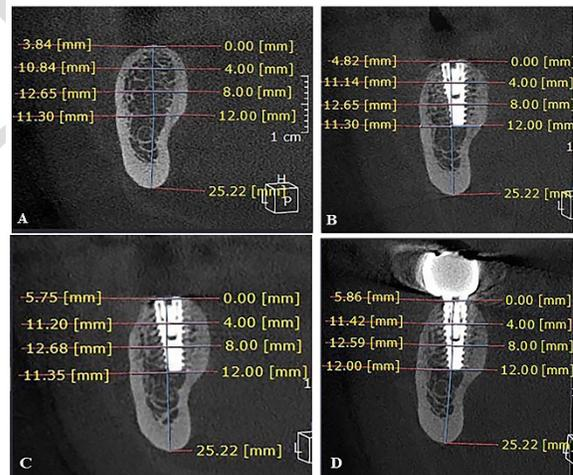 3.84 [mm] 0.00 [mm]
10.84 [mm] 4.00 [mm]
12.65 [mm] 8.00 [mm]
11.30 [mm] 12.00 [mm]
1 cm
25.22 [mm]
H
L P
A
B
4.82 [mm] 0.00 [mm]
11.14 [mm] 4.00 [mm]
12.65 [mm] 8.00 [mm]
11.30 [mm] 12.00 [mm]
1
25.22 [mm]
L
5.75 [mm] 0.00 [mm]
11.20 [mm] 4.00 [mm]
12.68 [mm] 8.00 [mm]
11.35 [mm] 12.00 [mm]
1
25.22 [mm]
C L
5.86 [mm] 0.00 [mm]
11.42 [mm] 4.00 [mm]
12.59 [mm] 8.00 [mm]
12.00 [mm] 12.00 [mm]
1
25.22 [mm]
D L